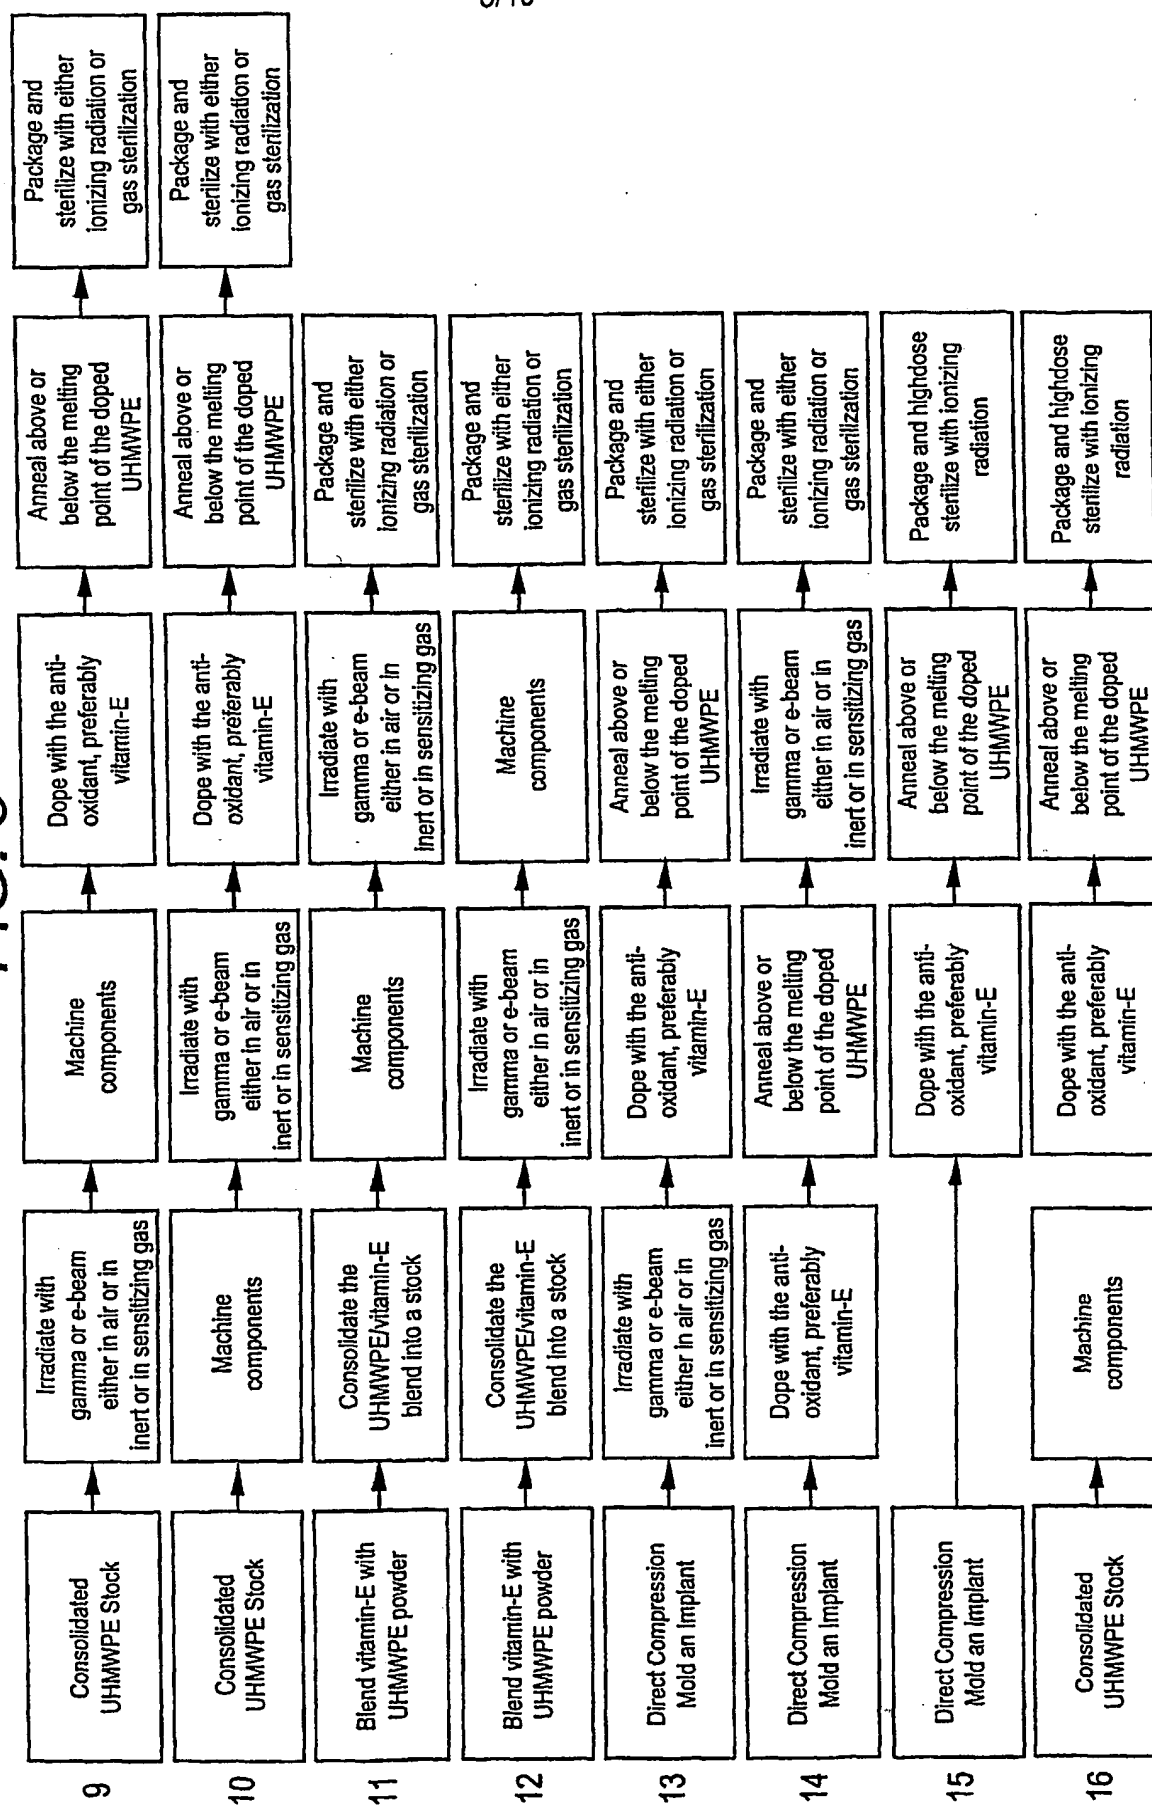 9
Consolidated
UHMWPE Stock
Irradiate with
gamma or e-beam
either in air or in
inert or in sensitizing gas
Machine
components
Dope with the anti-
oxidant, preferably
vitamin-E
Anneal above or
below the melting
point of the doped
UHMWPE
Package and
sterilize with either
ionizing radiation or
gas sterilization
10
Consolidated
UHMWPE Stock
Machine
components
Irradiate with
gamma or e-beam
either in air or in
inert or in sensitizing gas
Dope with the anti-
oxidant, preferably
vitamin-E
Anneal above or
below the melting
point of the doped
UHMWPE
Package and
sterilize with either
ionizing radiation or
gas sterilization
11
Blend vitamin-E with
UHMWPE powder
Consolidate the
UHMWPE/vitamin-E
blend into a stock
Machine
components
Irradiate with
gamma or e-beam
either in air or in
inert or in sensitizing gas
Package and
sterilize with either
ionizing radiation or
gas sterilization
12
Blend vitamin-E with
UHMWPE powder
Consolidate the
UHMWPE/vitamin-E
blend into a stock
Irradiate with
gamma or e-beam
either in air or in
inert or in sensitizing gas
Machine
components
Package and
sterilize with either
ionizing radiation or
gas sterilization
13
Direct Compression
Mold an Implant
Irradiate with
gamma or e-beam
either in air or in
inert or in sensitizing gas
Dope with the anti-
oxidant, preferably
vitamin-E
Anneal above or
below the melting
point of the doped
UHMWPE
Package and
sterilize with either
ionizing radiation or
gas sterilization
14
Direct Compression
Mold an Implant
Dope with the anti-
oxidant, preferably
vitamin-E
Anneal above or
below the melting
point of the doped
UHMWPE
Irradiate with
gamma or e-beam
either in air or in
inert or in sensitizing gas
Package and
sterilize with either
ionizing radiation or
gas sterilization
15
Direct Compression
Mold an Implant
Dope with the anti-
oxidant, preferably
vitamin-E
Anneal above or
below the melting
point of the doped
UHMWPE
Package and highdose
sterilize with ionizing
radiation
16
Consolidated
UHMWPE Stock
Machine
components
Dope with the anti-
oxidant, preferably
vitamin-E
Anneal above or
below the melting
point of the doped
UHMWPE
Package and highdose
sterilize with ionizing
radiation